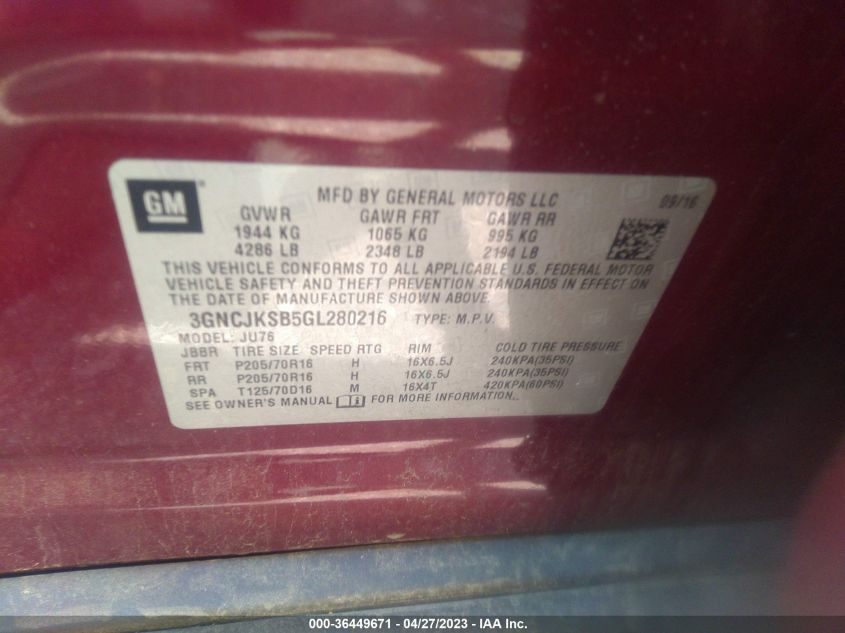 GM
MFD BY GENERAL MOTORS LLC 09/16
GVWR GAWR FRT GAWR RR
1944 KG 1065 KG 995 KG
4286 LB 2348 LB 2194 LB
THIS VEHICLE CONFORMS TO ALL APPLICABLE U.S. FEDERAL MOTOR
VEHICLE SAFETY AND THEFT PREVENTION STANDARDS IN EFFECT ON
THE DATE OF MANUFACTURE SHOWN ABOVE.
3GNCJKSB5GL280216 TYPE: M.P.V.
MODEL: JU76
JBBR TIRE SIZE SPEED RTG RIM COLD TIRE PRESSURE
FRT P205/70R16 H 16X6.5J 240KPA(35PSI)
RR P205/70R16 H 16X6.5J 240KPA(35PSI)
SPA T125/70D16 M 16X4T 420KPA(60PSI)
SEE OWNER'S MANUAL FOR MORE INFORMATION.
000-36449671 - 04/27/2023 - IAA Inc.